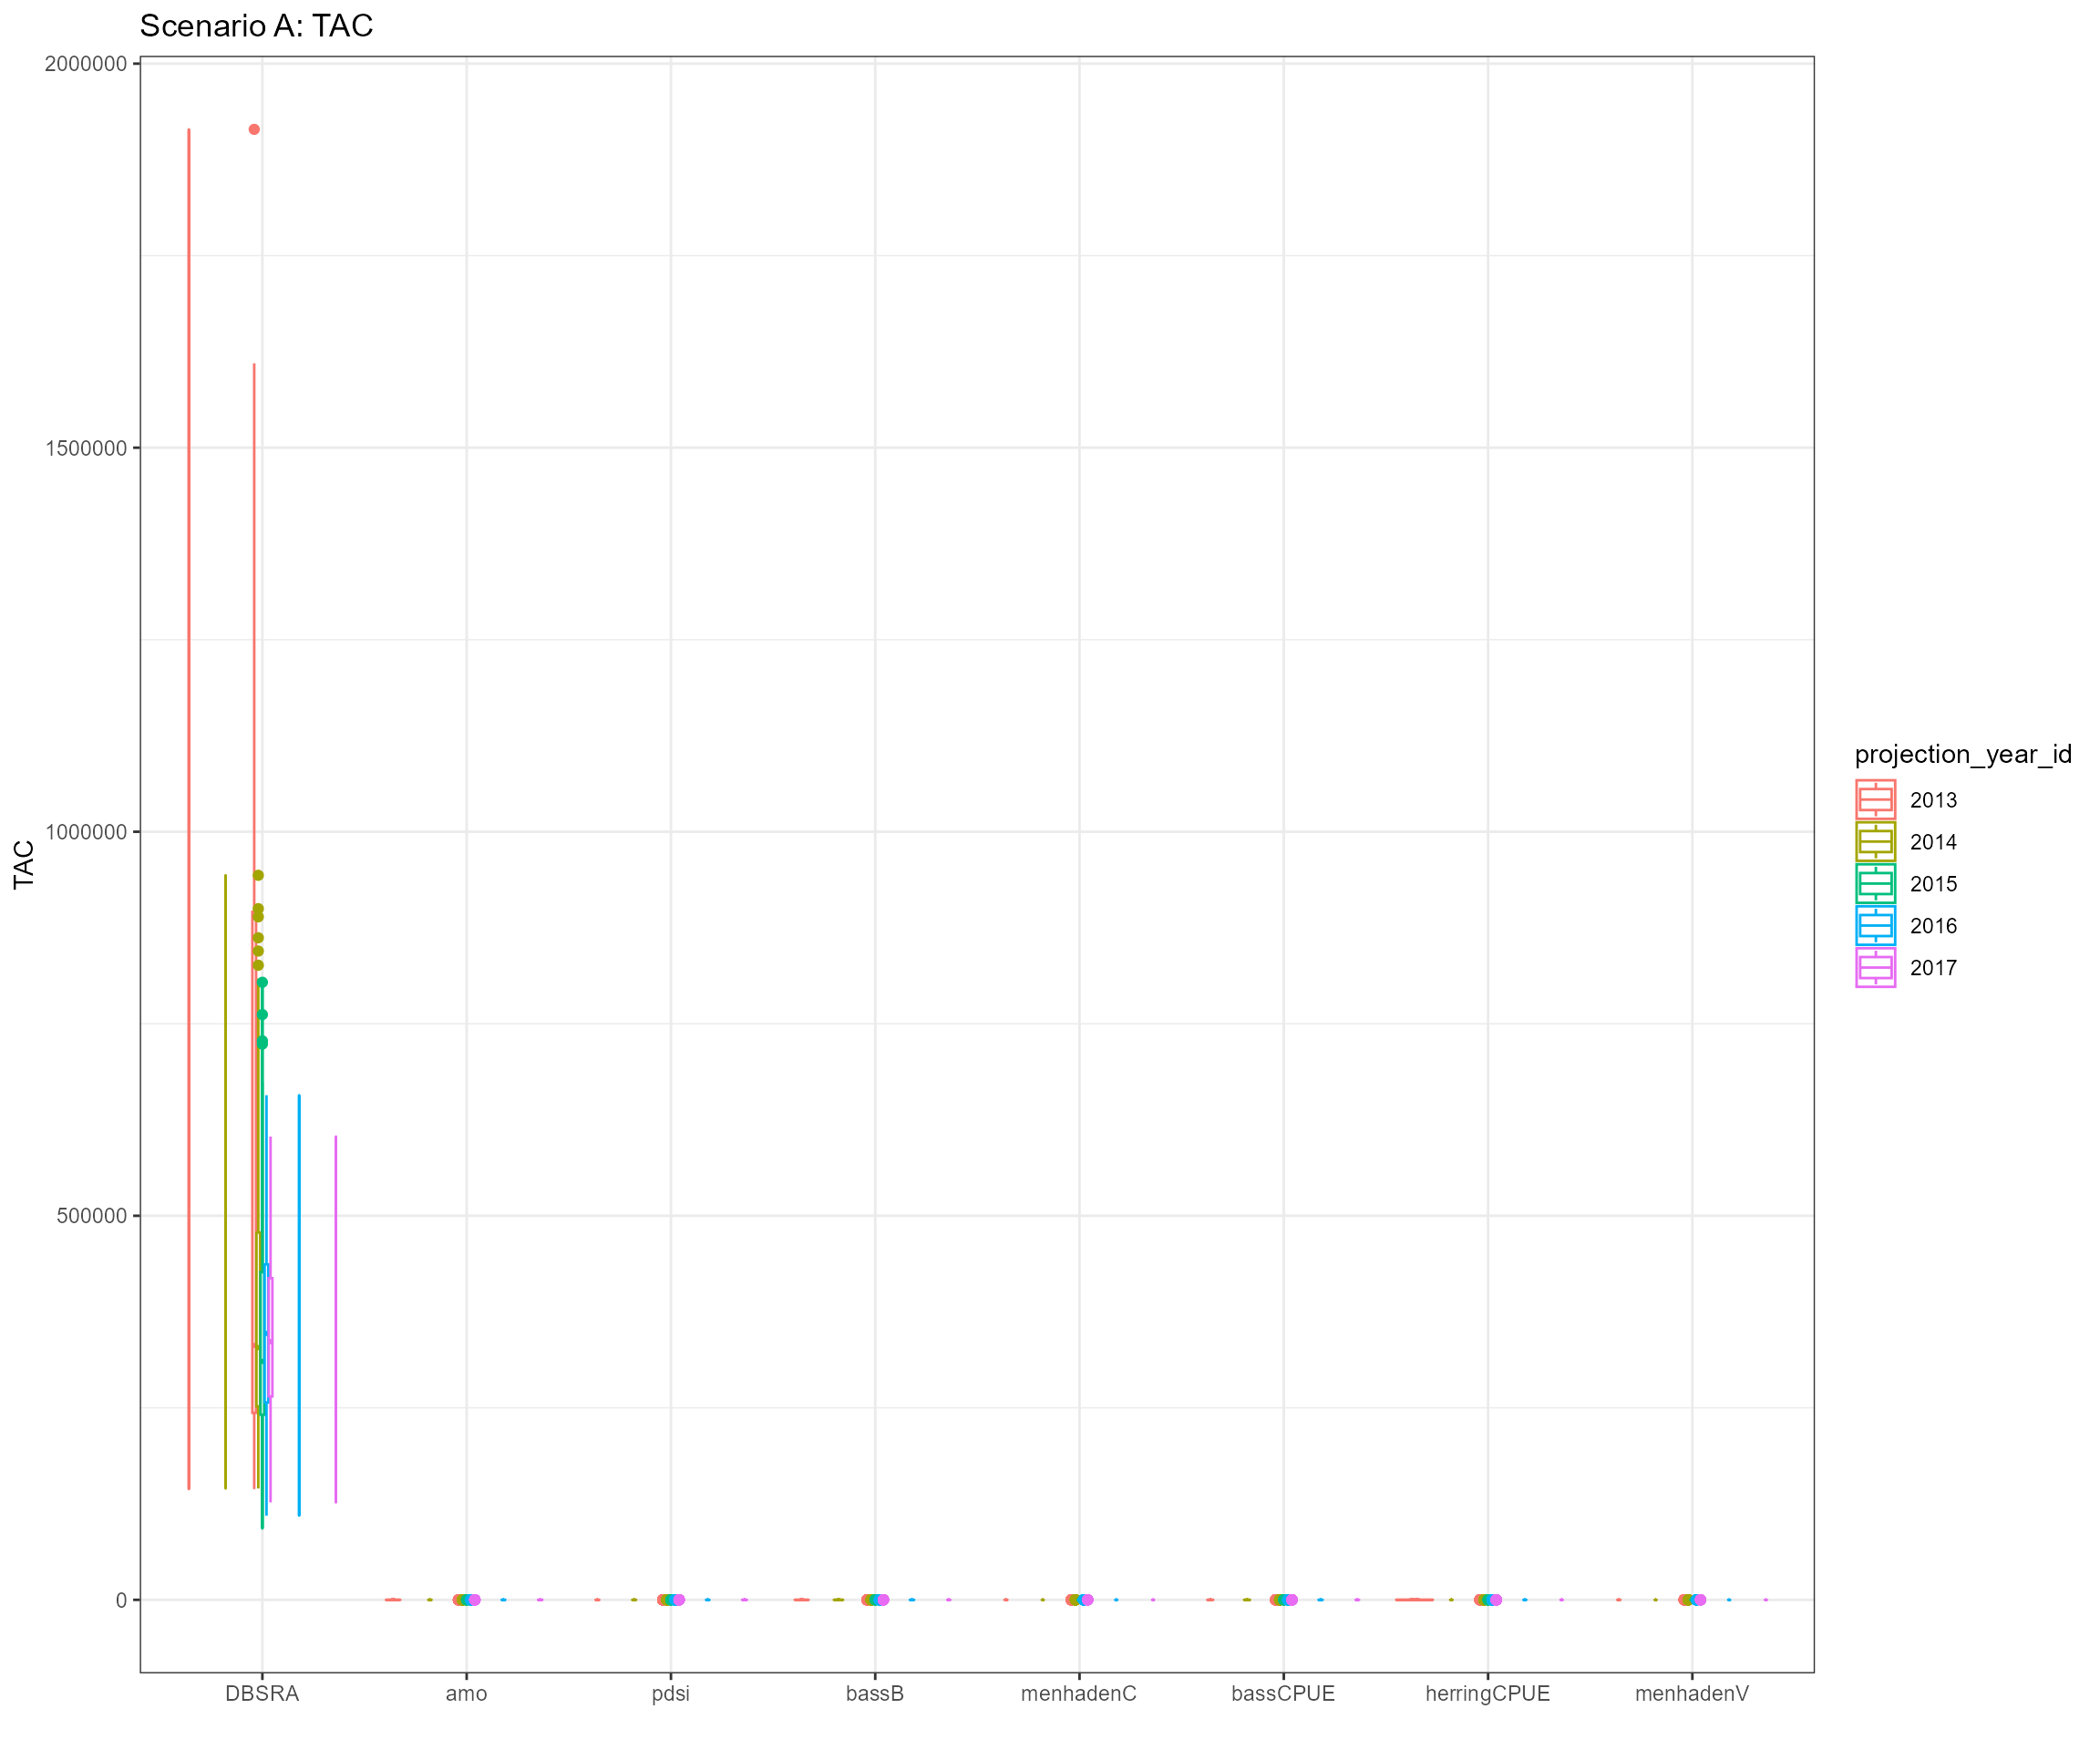 Scenario A: TAC
2000000
1500000
1000000
500000
0
TAC
DBSRA amo pdsi bassB menhadenC bassCPUE herringCPUE menhadenV
projection_year_id
2013
2014
2015
2016
2017